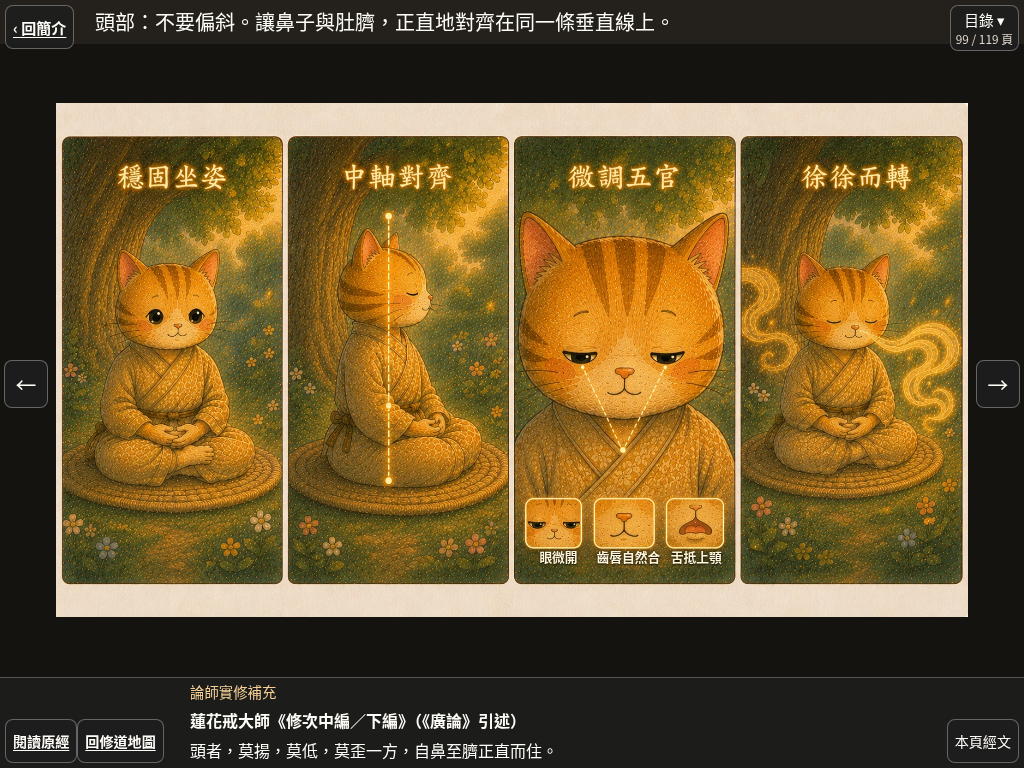 ‹ 回簡介
頭部：不要偏斜。讓鼻子與肚臍，正直地對齊在同一條垂直線上。
目錄 ▾
99 / 119 頁
穩固坐姿
中軸對齊
微調五官
徐徐而轉
眼微開
齒唇自然合
舌抵上顎
←
→
論師實修補充
蓮花戒大師《修次中編／下編》（《廣論》引述）
頭者，莫揚，莫低，莫歪一方，自鼻至臍正直而住。
閱讀原經
回修道地圖
本頁經文